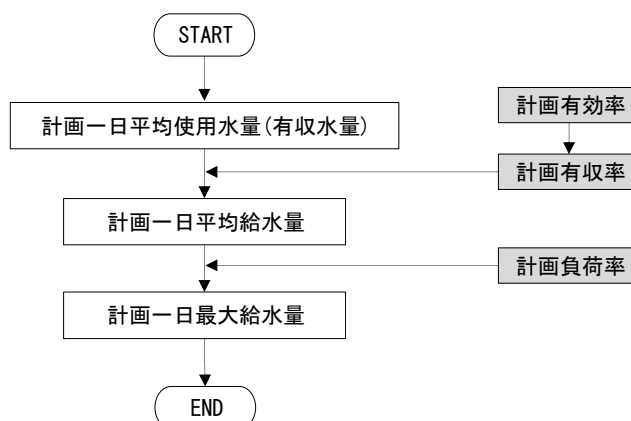 START
計画一日平均使用水量(有収水量)
計画有効率
計画有収率
計画一日平均給水量
計画負荷率
計画一日最大給水量
END